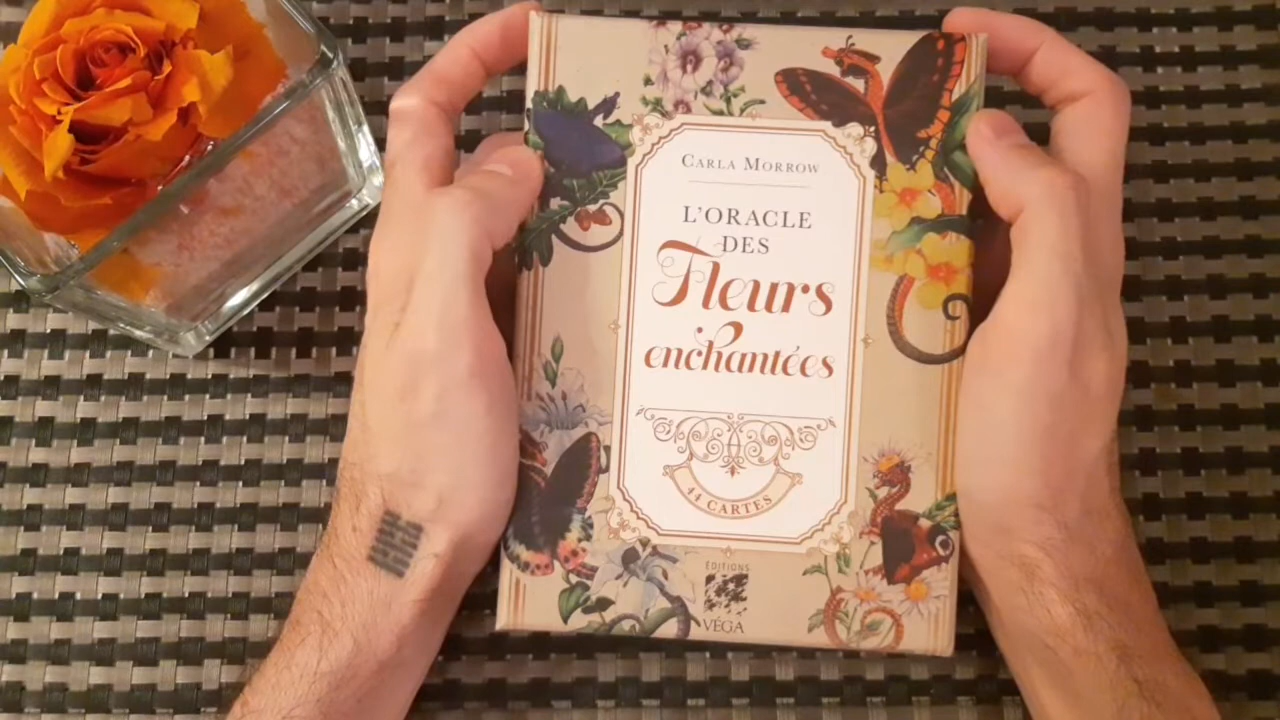 CARLA MORROW
L'ORACLE
DES
Fleurs
enchantées
44 CARTES
ÉDITIONS
VÉGA